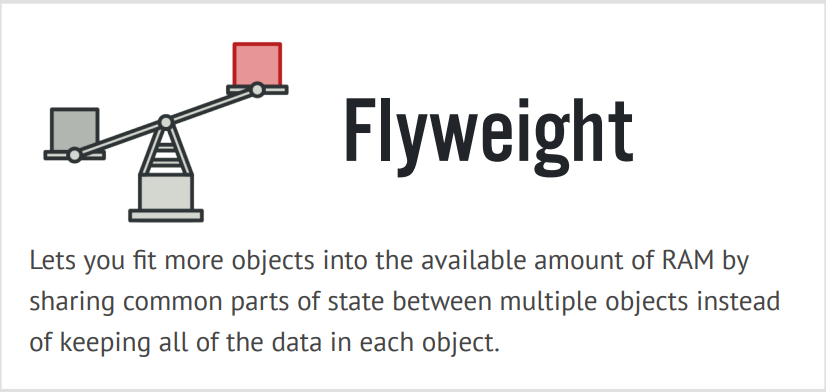 Flyweight
Lets you fit more objects into the available amount of RAM by
sharing common parts of state between multiple objects instead
of keeping all of the data in each object.